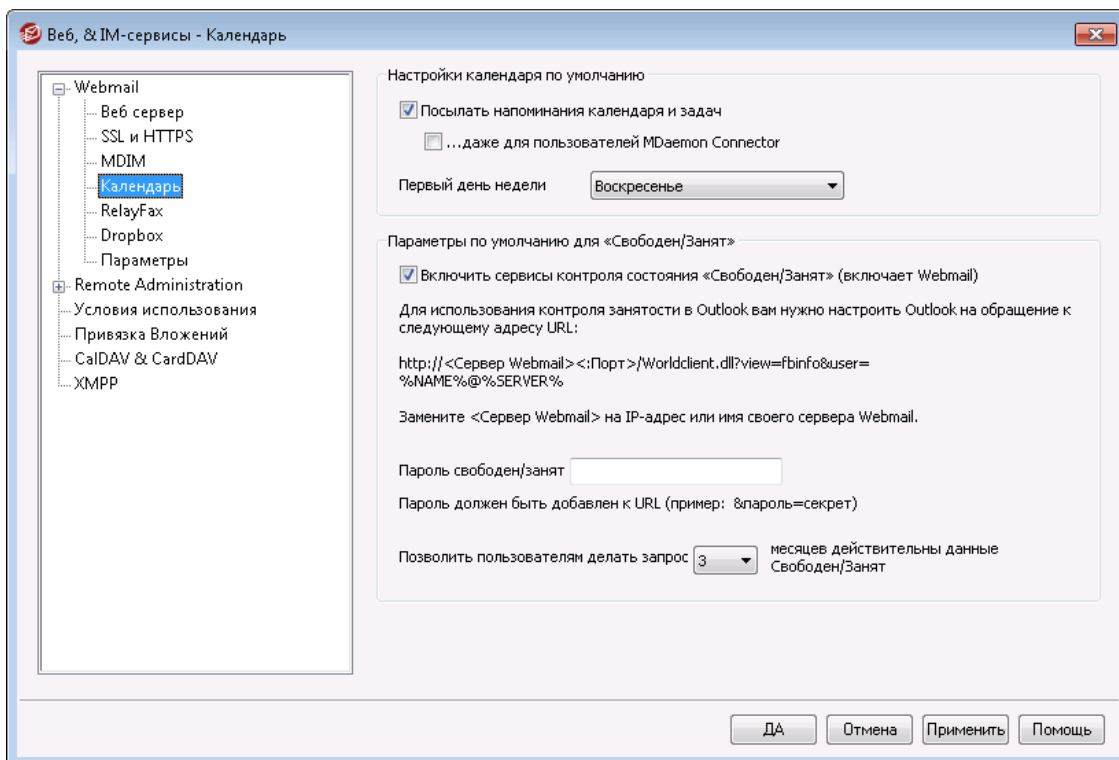 Веб, & IM-сервисы - Календарь
Webmail
Веб сервер
SSL и HTTPS
MDIM
Календарь
RelayFax
Dropbox
Параметры
Remote Administration
Условия использования
Привязка Вложений
CalDAV & CardDAV
XMPP
Настройки календаря по умолчанию
Посылать напоминания календаря и задач
...даже для пользователей MDaemon Connector
Первый день недели Воскресенье
Параметры по умолчанию для «Свободен/Занят»
Включить сервисы контроля состояния «Свободен/Занят» (включает Webmail)
Для использования контроля занятости в Outlook вам нужно настроить Outlook на обращение к
следующему адресу URL:
http://<Сервер Webmail><:Порт>/Worldclient.dll?view=fbinfo&user=
%NAME%@%SERVER%
Замените <Сервер Webmail> на IP-адрес или имя своего сервера Webmail.
Пароль свободен/занят
Пароль должен быть добавлен к URL (пример: &пароль=секрет)
Позволить пользователям делать запрос 3 месяцев действительны данные
Свободен/Занят
ДА Отмена Применить Помощь